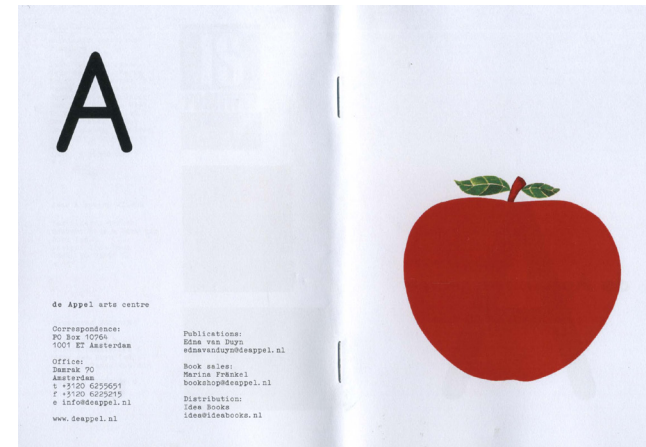 A
de Appel arts centre
Correspondence:
PO Box 10764
1001 ET Amsterdam
Office:
Damrak 70
Amsterdam
t +3120 6255651
f +3120 6225215
e info@deappel.nl
www.deappel.nl
Publications:
Edna van Duyn
ednavanduyn@deappel.nl
Book sales:
Marina Fränkel
bookshop@deappel.nl
Distribution:
Idea Books
idea@ideabooks.nl